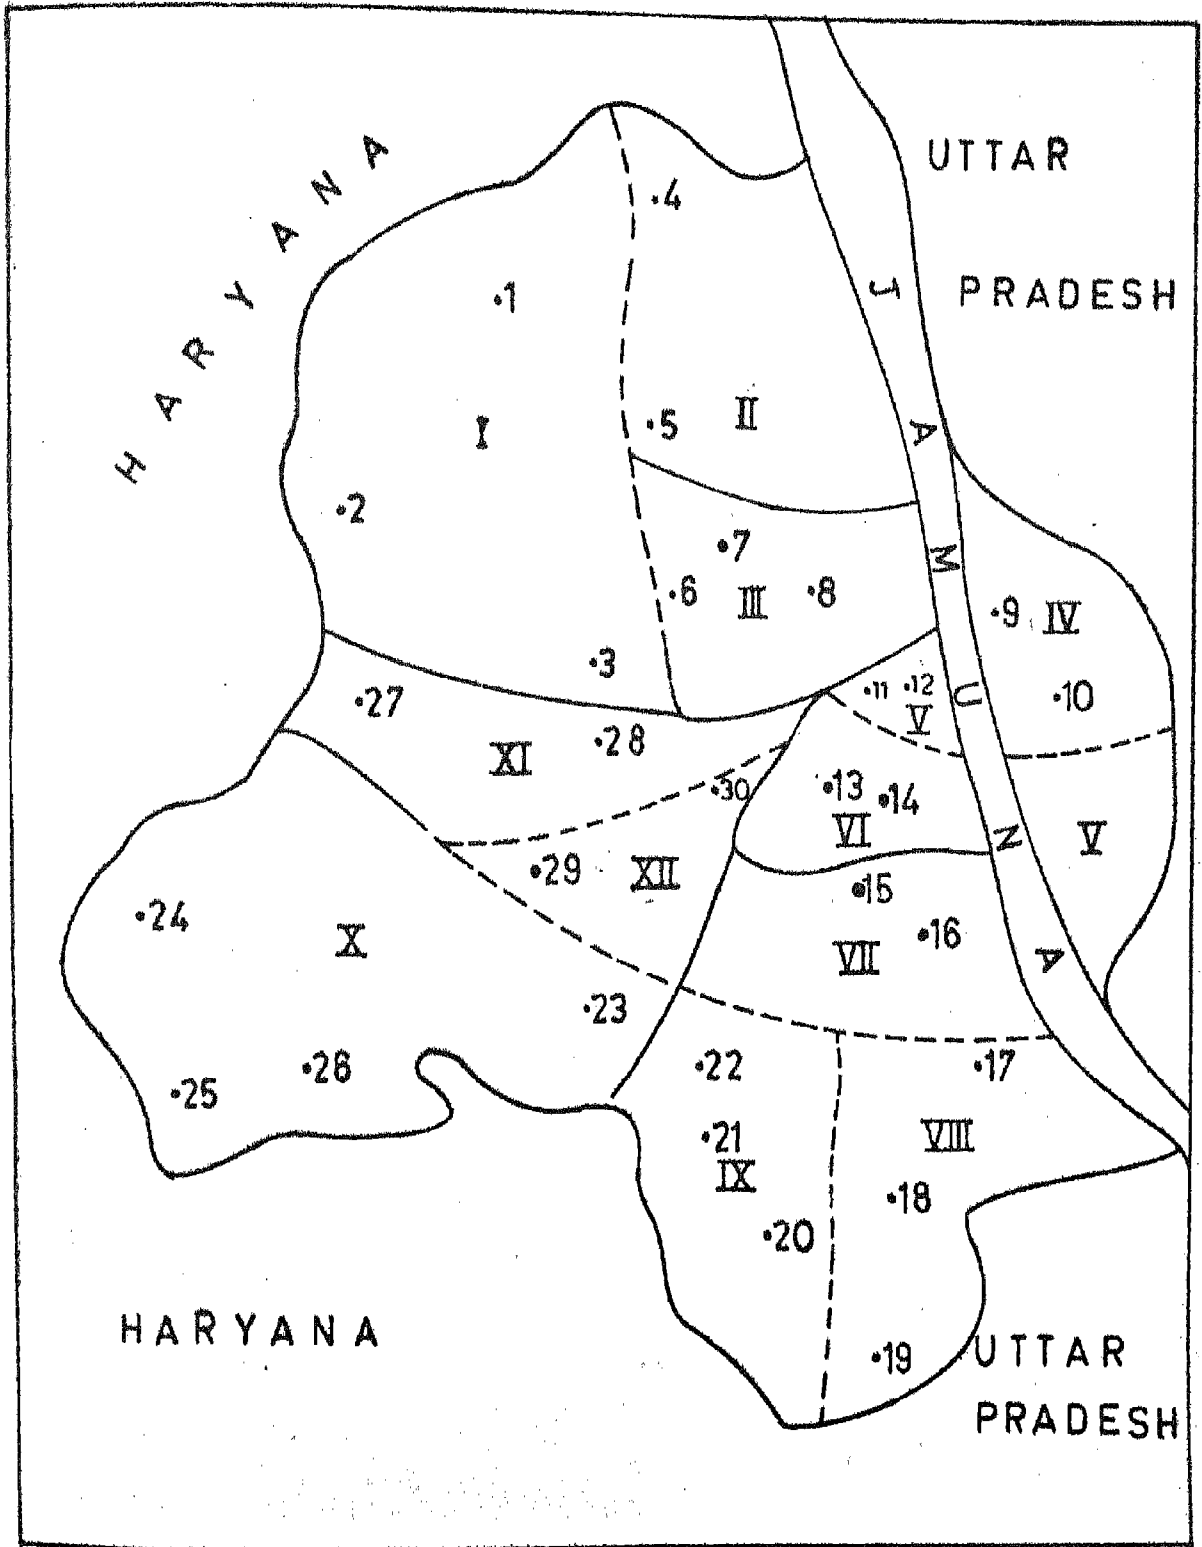 HARYANA
UTTAR
PRADESH
JAMUNA
.4
.1
I
.5 II
.2
.7
.6 III .8
.9 IV
.3
.27
.11 .12
V
.10
XI .28
.30
.13 .14
VI
V
.29 XII
.15
.24
X
VII .16
.23
.22
.17
.26
.25
.21
IX
VIII
.18
.20
HARYANA
.19
UTTAR
PRADESH